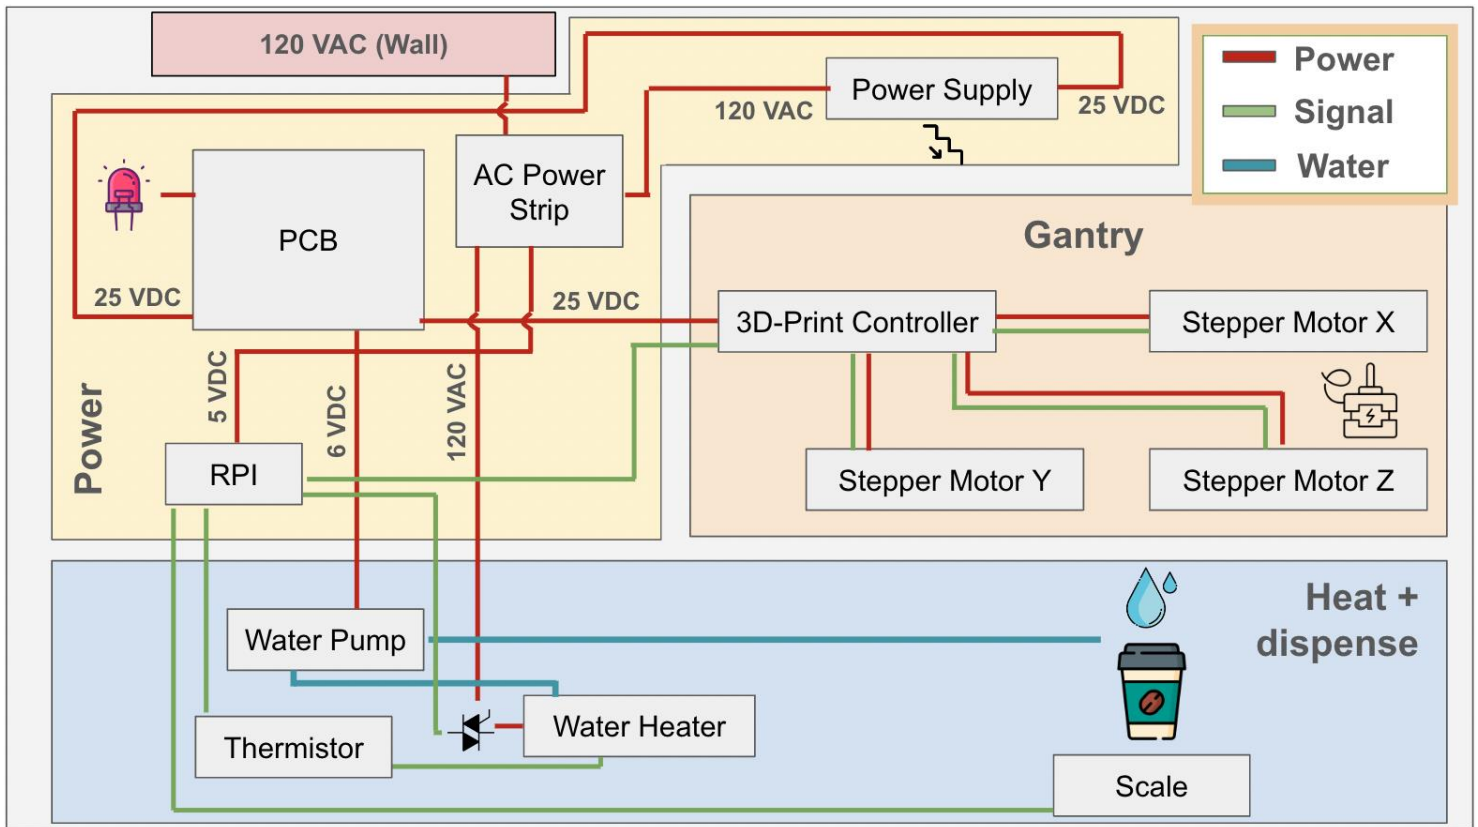 120 VAC (Wall)
Power
Signal
Water
Power Supply
120 VAC
25 VDC
AC Power
Strip
PCB
25 VDC
25 VDC
5 VDC
6 VDC
120 VAC
Power
RPI
Gantry
3D-Print Controller
Stepper Motor X
Stepper Motor Y
Stepper Motor Z
Heat +
dispense
Water Pump
Water Heater
Thermistor
Scale